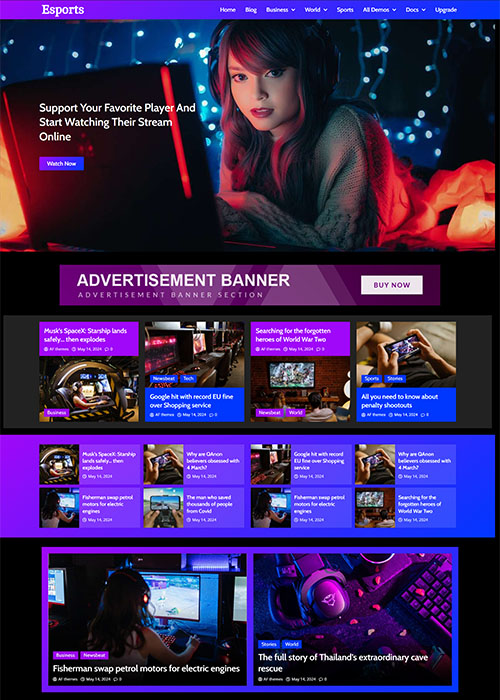 Esports
Home Blog Business World Sports All Demos Docs Upgrade
Support Your Favorite Player And
Start Watching Their Stream
Online
Watch Now
ADVERTISEMENT BANNER
ADVERTISEMENT BANNER SECTION
BUY NOW
Musk's SpaceX: Starship lands
safely... then explodes
AF themes May 14, 2024 0
Business
Newsbeat Tech
Google hit with record EU fine
over Shopping service
AF themes May 14, 2024 0
Searching for the forgotten
heroes of World War Two
AF themes May 14, 2024 0
Newsbeat World
Sports Stories
All you need to know about
penalty shootouts
AF themes May 14, 2024 0
Musk's SpaceX: Starship
lands safely... then
explodes
May 14, 2024
Why are QAnon
believers obsessed with
4 March?
May 14, 2024
Google hit with record
EU fine over Shopping
service
May 14, 2024
Why are QAnon
believers obsessed with
4 March?
May 14, 2024
Fisherman swap petrol
motors for electric
engines
May 14, 2024
The man who saved
thousands of people
from Covid
May 14, 2024
Fisherman swap petrol
motors for electric
engines
May 14, 2024
Searching for the
forgotten heroes of
World War Two
May 14, 2024
Business Newsbeat
Fisherman swap petrol motors for electric engines
AF themes May 14, 2024 0
Stories World
The full story of Thailand's extraordinary cave
rescue
AF themes May 14, 2024 0